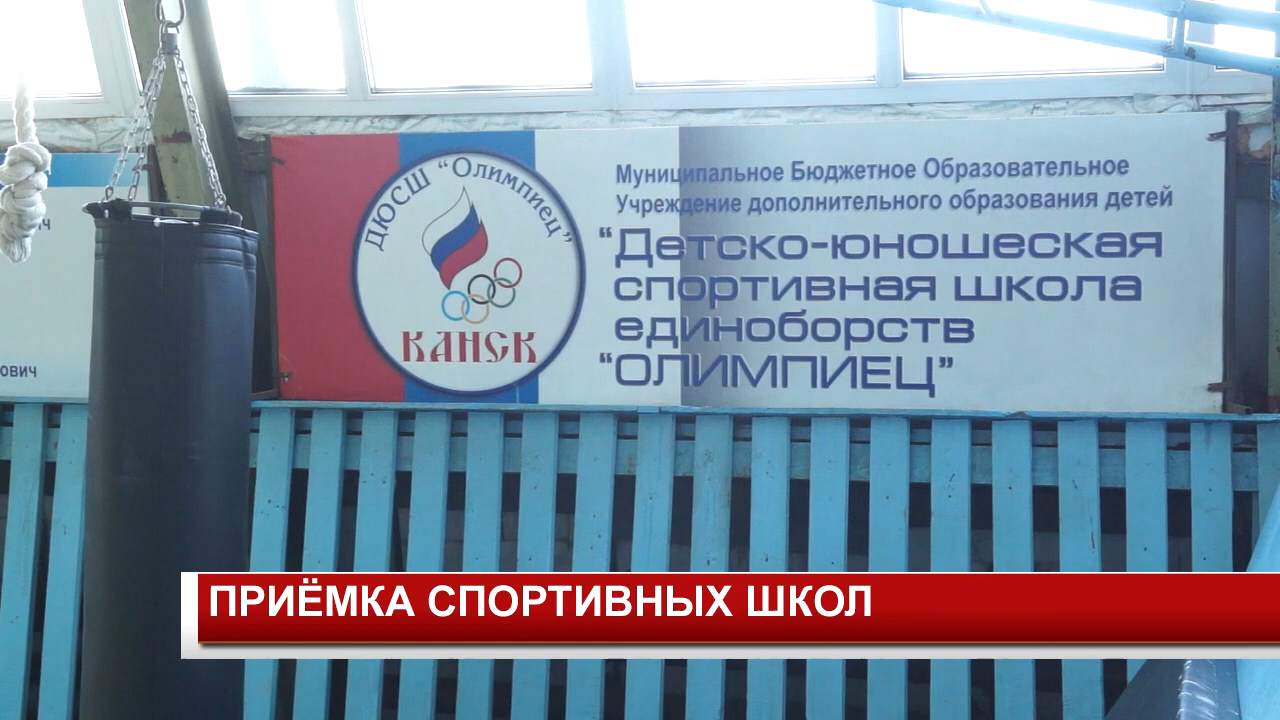 ДЮСШ "Олимпиец"
КАНСК
Муниципальное Бюджетное Образовательное
Учреждение дополнительного образования детей
"Детско-юношеская
спортивная школа
единоборств
"ОЛИМПИЕЦ"
ПРИЁМКА СПОРТИВНЫХ ШКОЛ